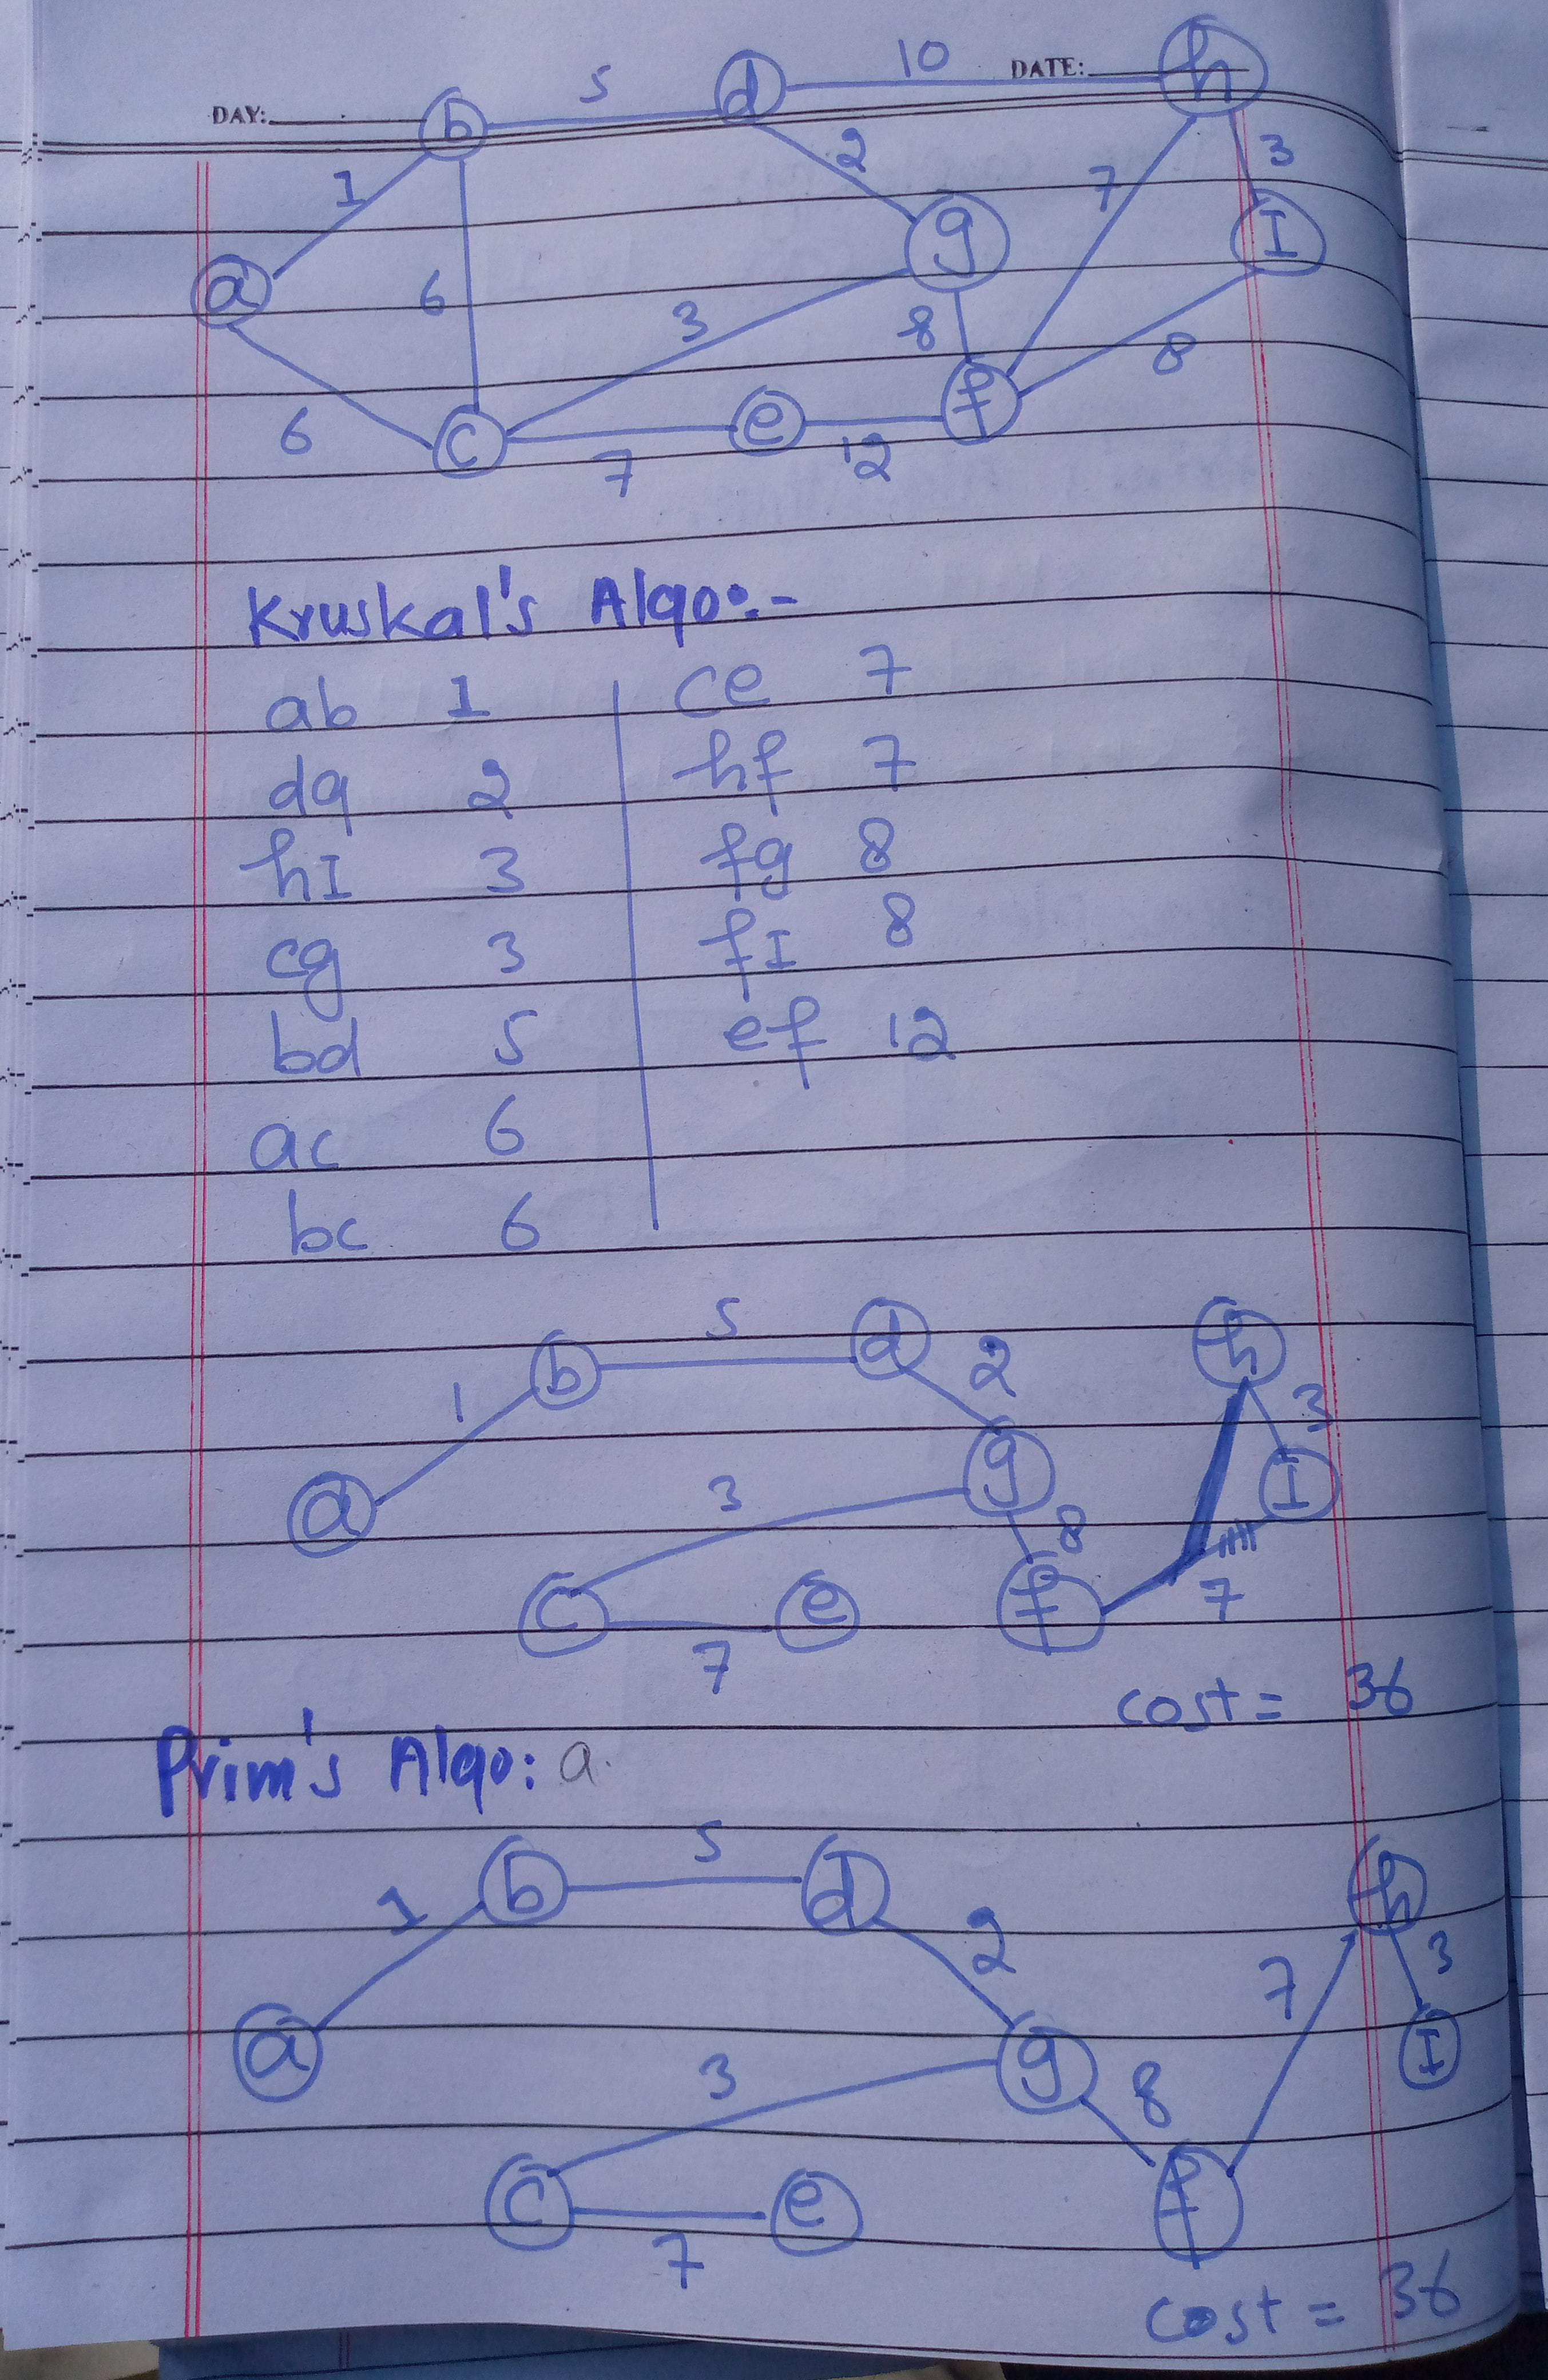 DAY: DATE:
b 5 d 10 h
1 2 7 3
a 6 g I
3 8 8
6 c 7 e 12 f
Kruskal's Algo:-
ab 1 ce 7
dg 2 hf 7
hI 3 fg 8
cg 3 fI 8
bd 5 ef 12
ac 6
bc 6
b 5 d 2 h
1 3
a 3 g 8 I
c 7 e f 7
cost = 36
Prim's Algo: a.
b 5 d h
1 2 7 3
a 3 g 8 I
c 7 e f
cost = 36